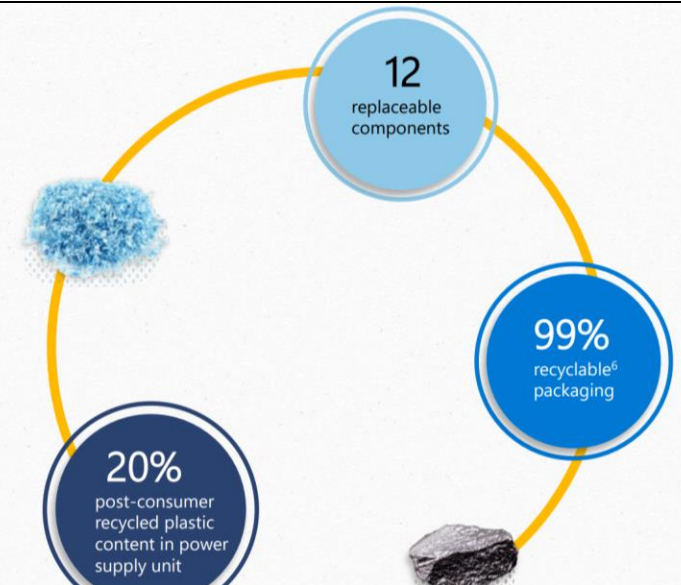 12
replaceable
components
99%
recyclable⁶
packaging
20%
post-consumer
recycled plastic
content in power
supply unit